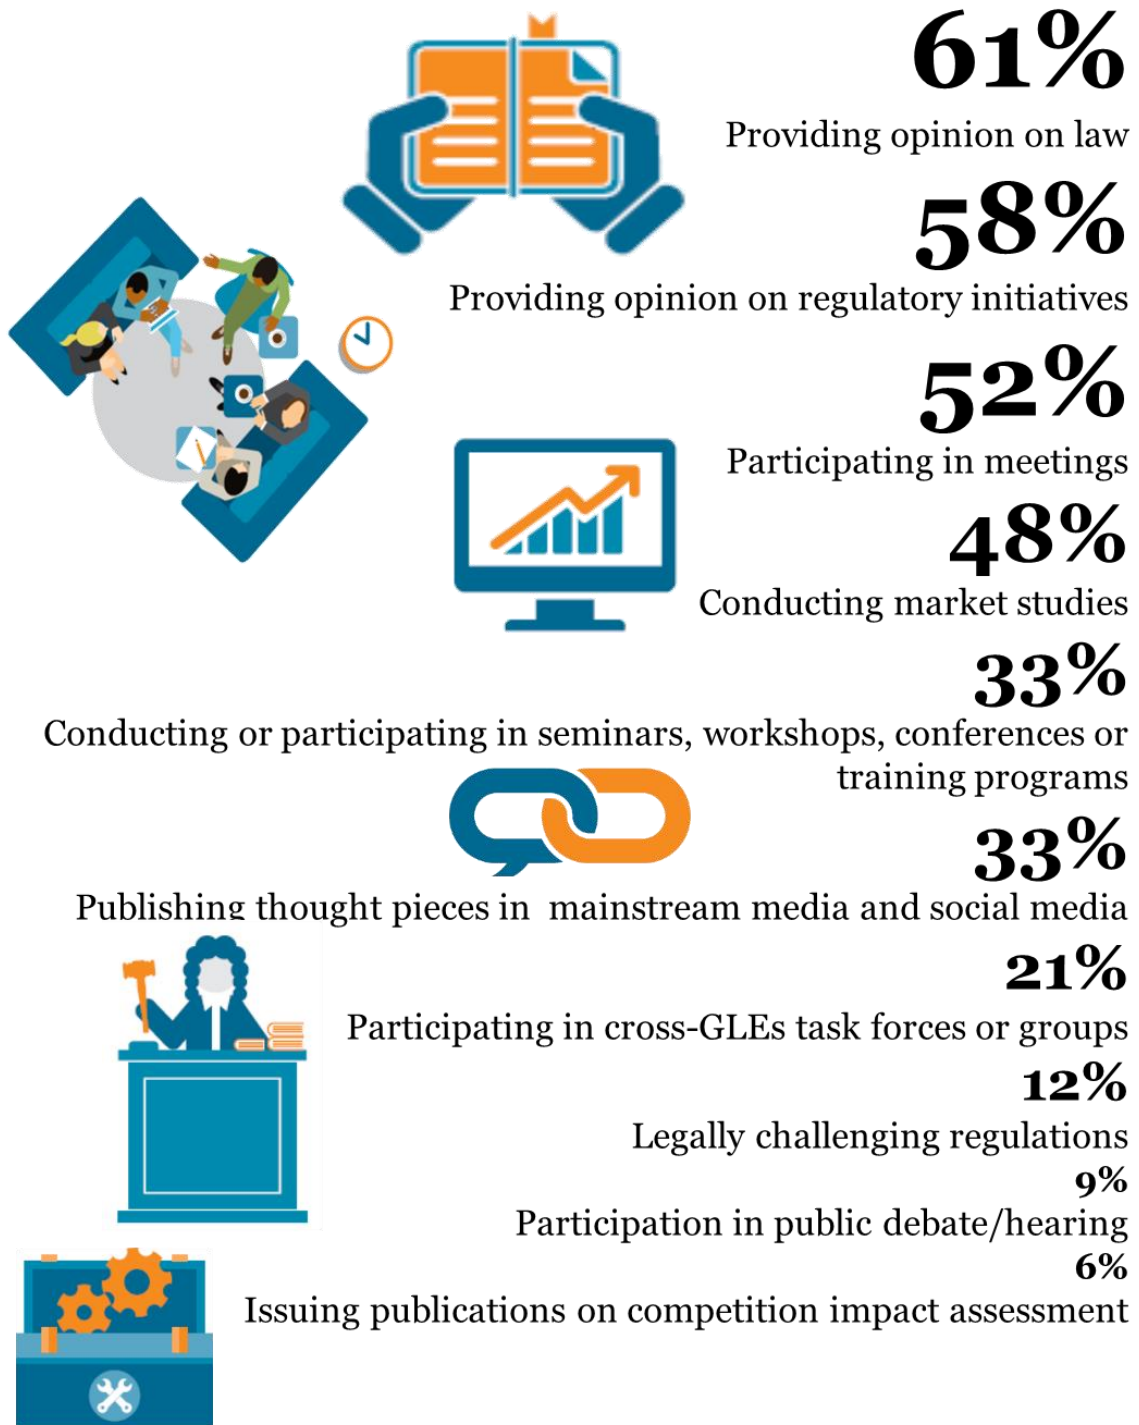 61%
Providing opinion on law
58%
Providing opinion on regulatory initiatives
52%
Participating in meetings
48%
Conducting market studies
33%
Conducting or participating in seminars, workshops, conferences or
training programs
33%
Publishing thought pieces in mainstream media and social media
21%
Participating in cross-GLEs task forces or groups
12%
Legally challenging regulations
9%
Participation in public debate/hearing
6%
Issuing publications on competition impact assessment